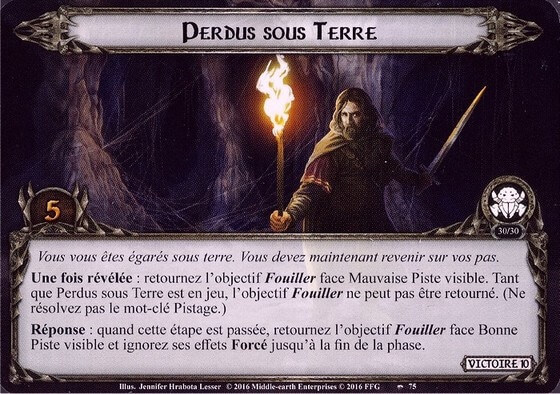 Perdus sous Terre
5
30/30
Vous vous êtes égarés sous terre. Vous devez maintenant revenir sur vos pas.
Une fois révélée : retournez l'objectif Fouiller face Mauvaise Piste visible. Tant
que Perdus sous Terre est en jeu, l'objectif Fouiller ne peut pas être retourné. (Ne
résolvez pas le mot-clé Pistage.)
Réponse : quand cette étape est passée, retournez l'objectif Fouiller face Bonne
Piste visible et ignorez ses effets Forcé jusqu'à la fin de la phase.
VICTOIRE 10
Illus. Jennifer Hrabota Lesser © 2016 Middle-earth Enterprises © 2016 FFG 75